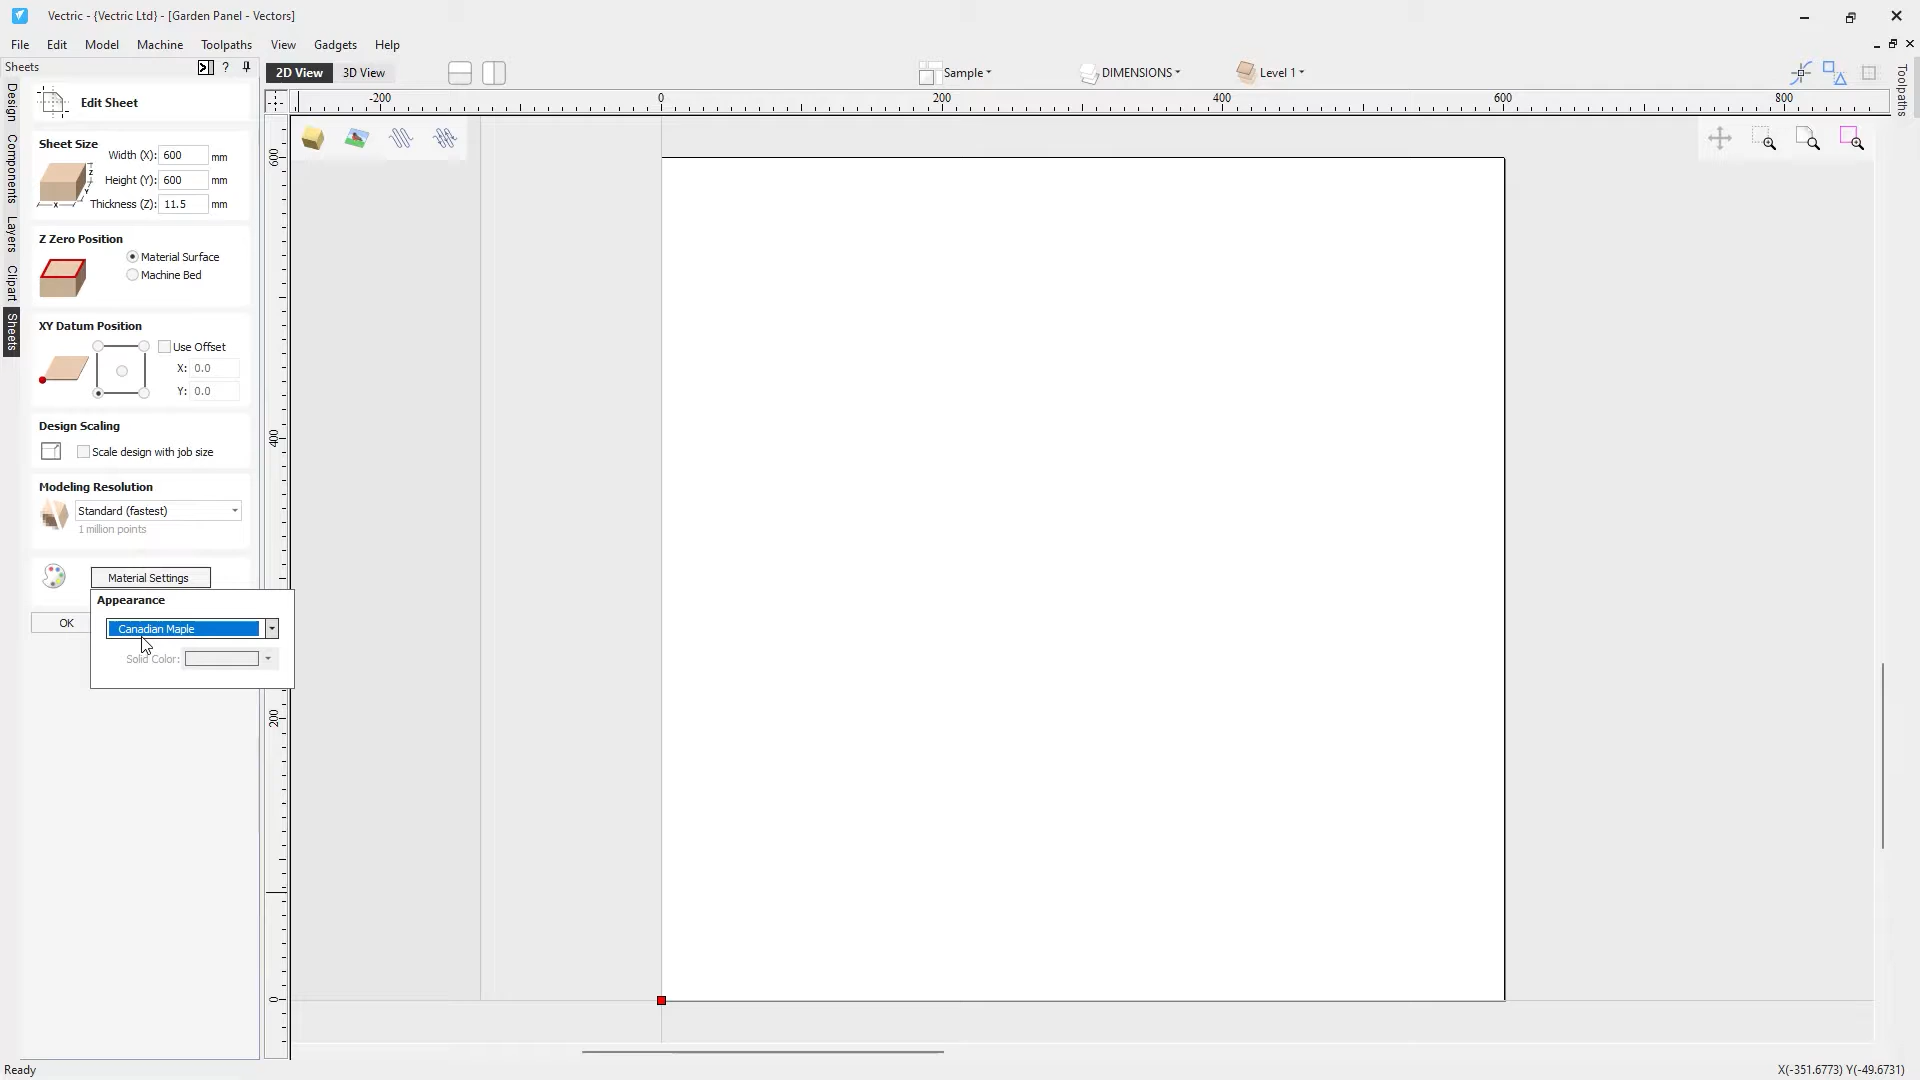 Vectric - {Vectric Ltd} - [Garden Panel - Vectors]
File Edit Model Machine Toolpaths View Gadgets Help
Sheets ?
2D View 3D View Sample DIMENSIONS Level 1
Design
Components
Layers
Clipart
Sheets
Toolpaths
-200 0 200 400 600 800
600
400
200
0
Edit Sheet
Sheet Size
Width (X): 600 mm
Height (Y): 600 mm
Thickness (Z): 11.5 mm
Z
Y
X
Z Zero Position
Material Surface
Machine Bed
XY Datum Position
Use Offset
X: 0.0
Y: 0.0
Design Scaling
Scale design with job size
Modeling Resolution
Standard (fastest)
1 million points
Material Settings
Appearance
OK
Canadian Maple
Solid Color:
Ready
X(-351.6773) Y(-49.6731)